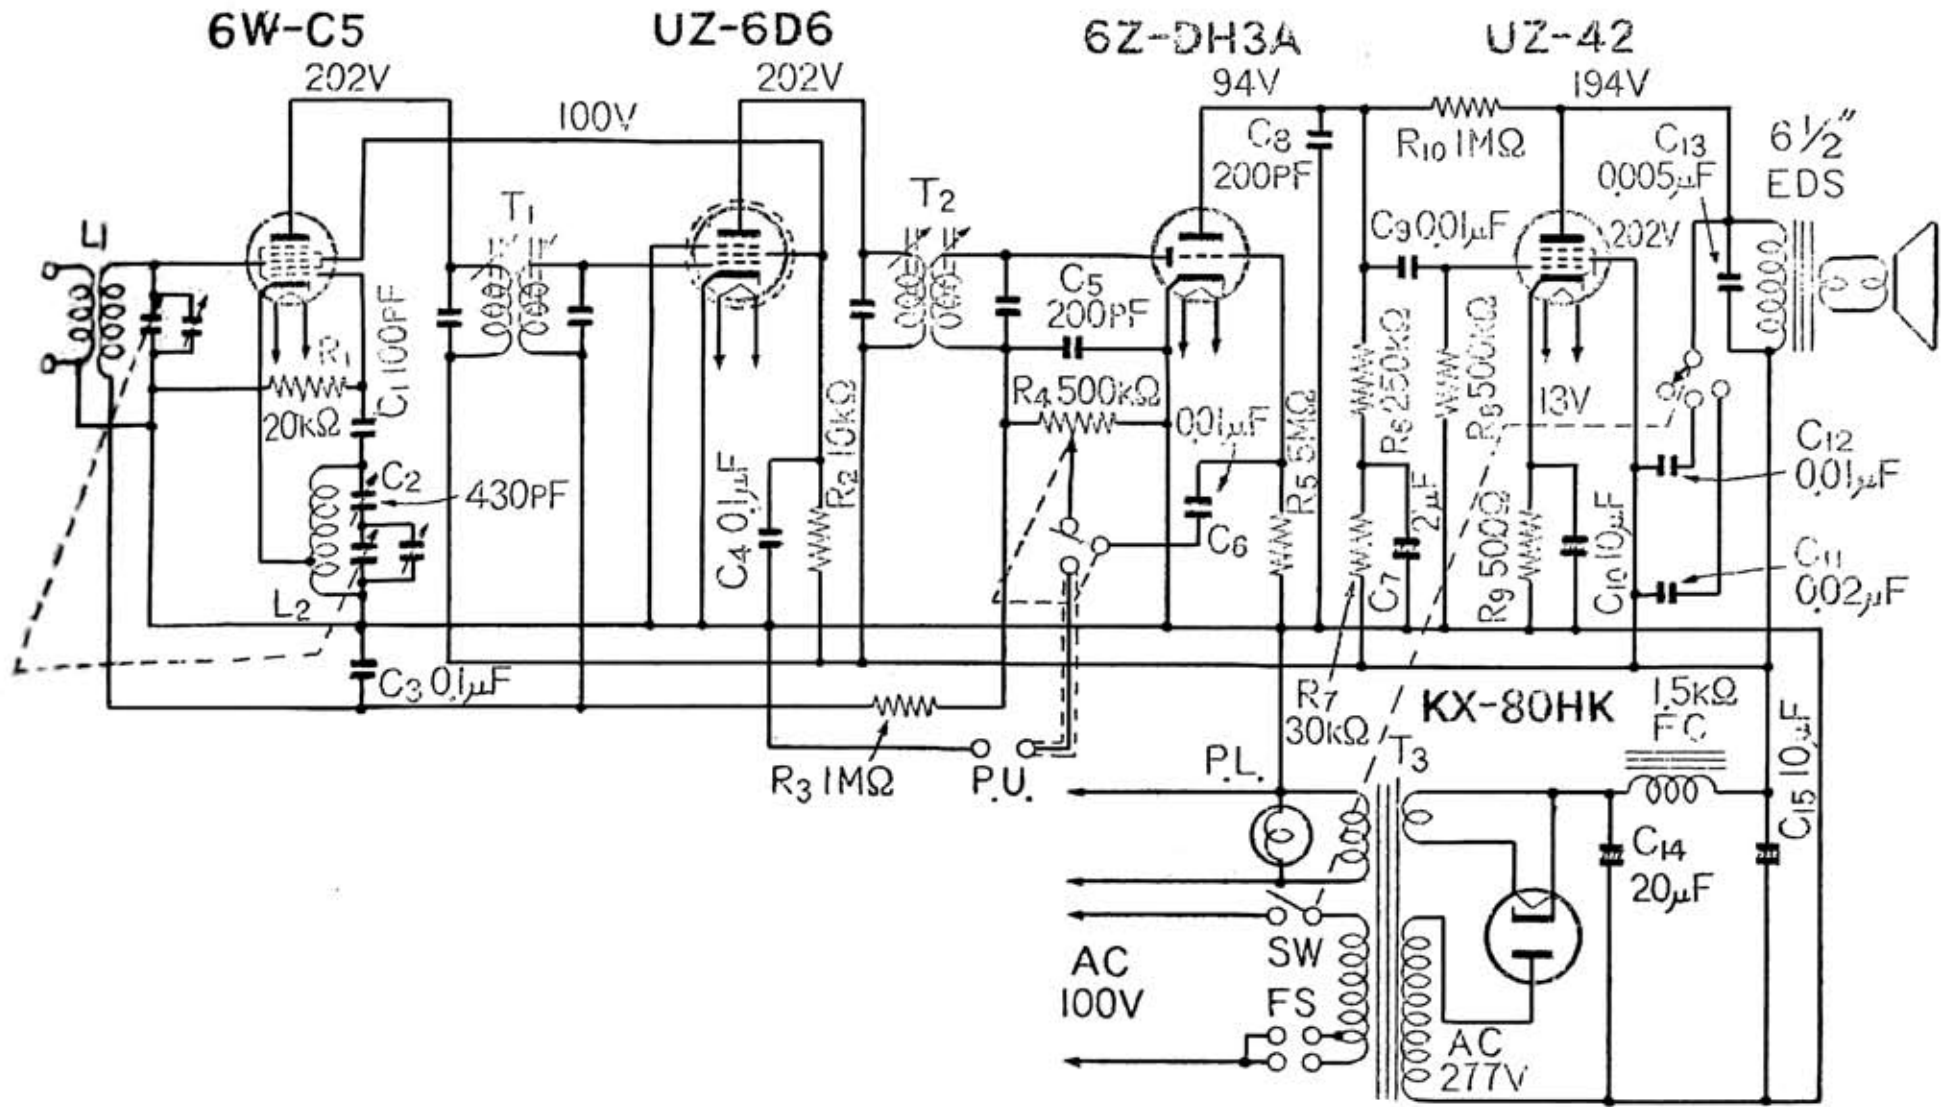 6W-C5
UZ-6D6
6Z-DH3A
UZ-42
202V
202V
94V
194V
100V
C8
200PF
R10 1MΩ
C13
0.005μF
6½"
EDS
L1
T1
T2
C9 0.01μF
202V
C1 100PF
C5
200PF
R1
20kΩ
R4 500kΩ
0.01μF
R5 5MΩ
R6 250kΩ
R8 500kΩ
13V
C2
430PF
C4 0.1μF
R2 10kΩ
C6
C7
2μF
R9 500Ω
C10 10μF
C12
0.01μF
C11
0.02μF
L2
C3 0.1μF
R3 1MΩ
P.U.
R7
30kΩ
KX-80HK
1.5kΩ
FC
P.L.
T3
C15 10μF
C14
20μF
AC
100V
SW
FS
AC
277V